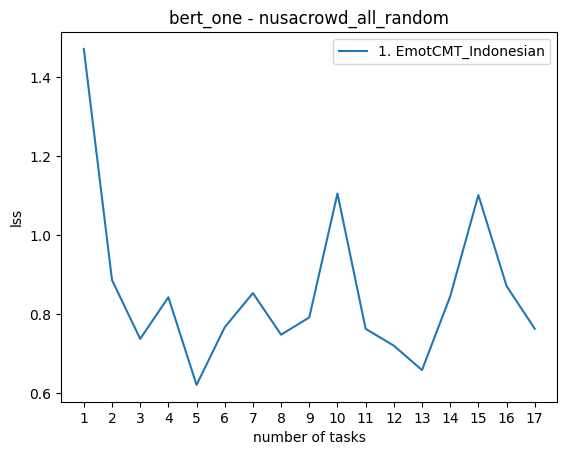 bert_one - nusacrowd_all_random
1. EmotCMT_Indonesian
1.4
1.2
1.0
0.8
0.6
lss
1 2 3 4 5 6 7 8 9 10 11 12 13 14 15 16 17
number of tasks